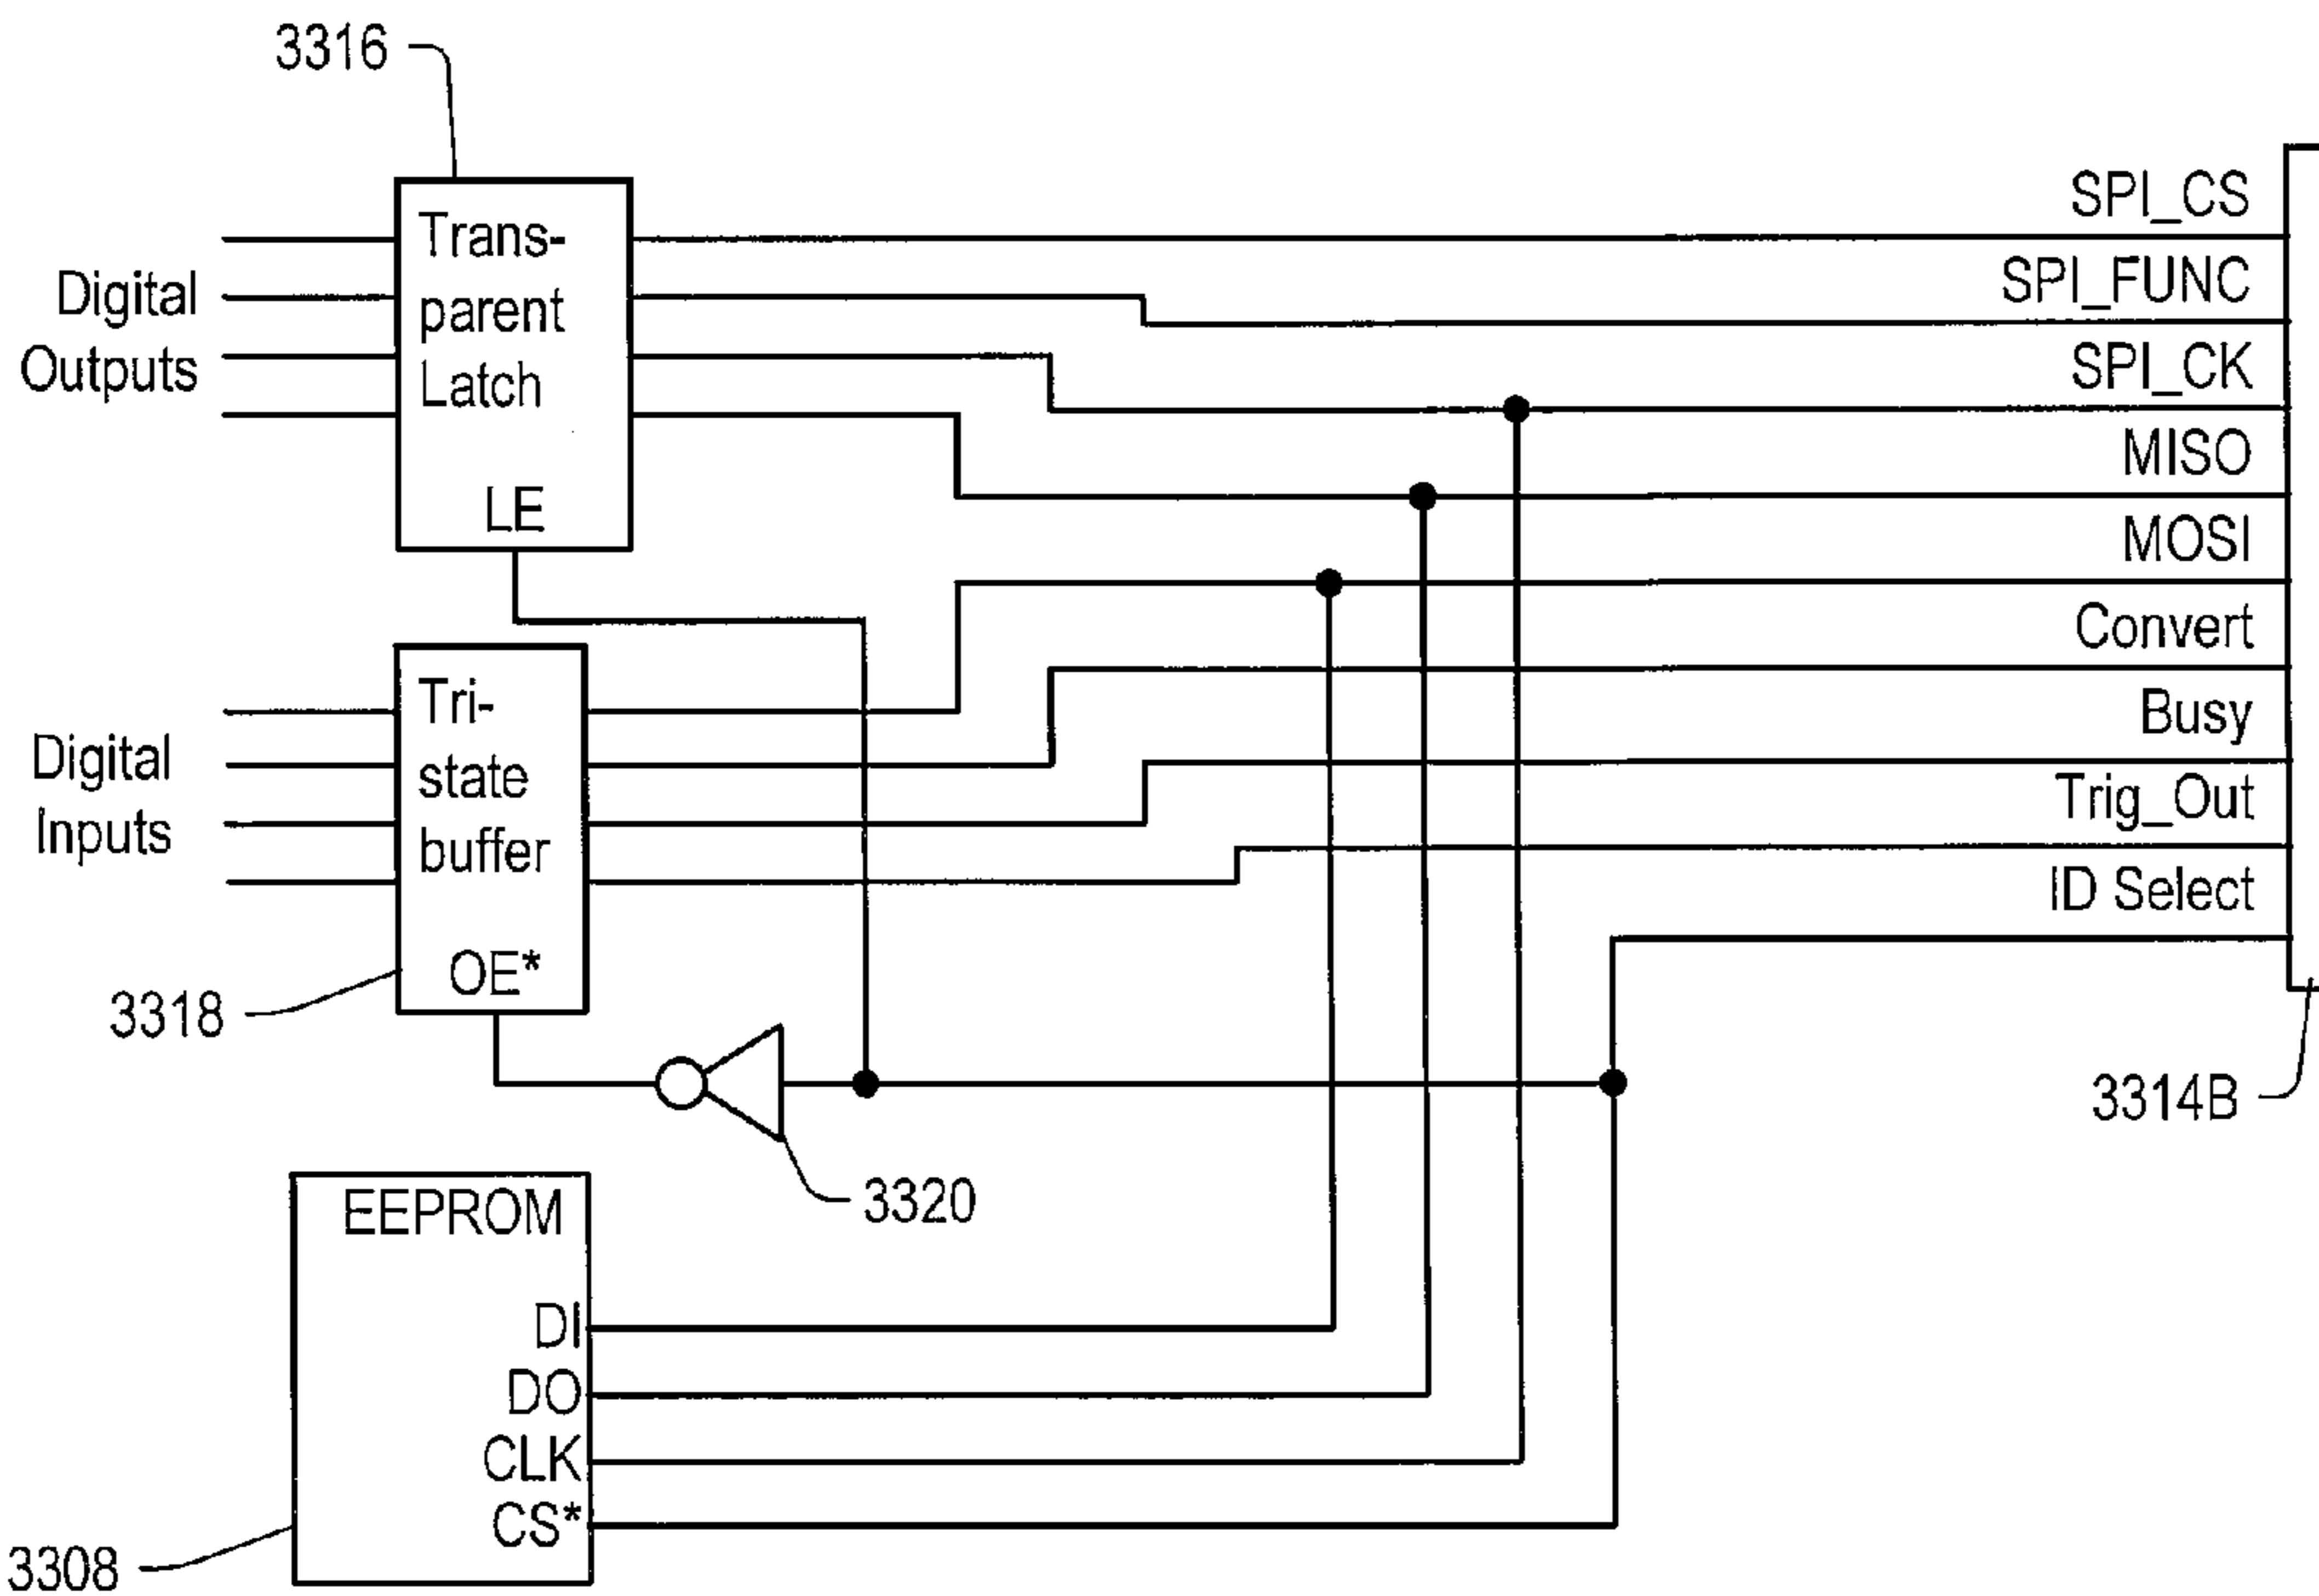 3316
Trans-
parent
Latch
LE
Digital
Outputs
SPI_CS
SPI_FUNC
SPI_CK
MISO
MOSI
Convert
Busy
Trig_Out
ID Select
Tri-
state
buffer
OE*
Digital
Inputs
3318
3314B
3320
EEPROM
DI
DO
CLK
CS*
3308